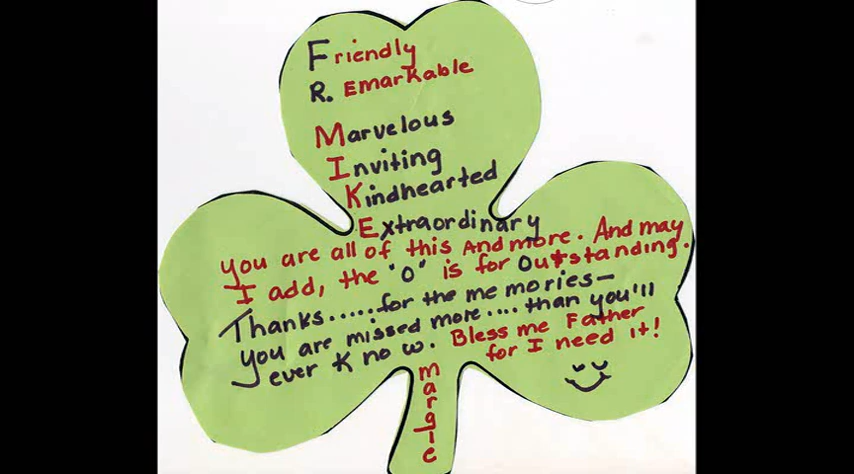 Friendly
R. Emarkable
Marvelous
Inviting
Kindhearted
Extraordinary
you are all of this And more. And may
I add, the "O" is for Outstanding.
Thanks......for the memories—
you are missed more.... than you'll
ever know. Bless me Father
for I need it!
margie